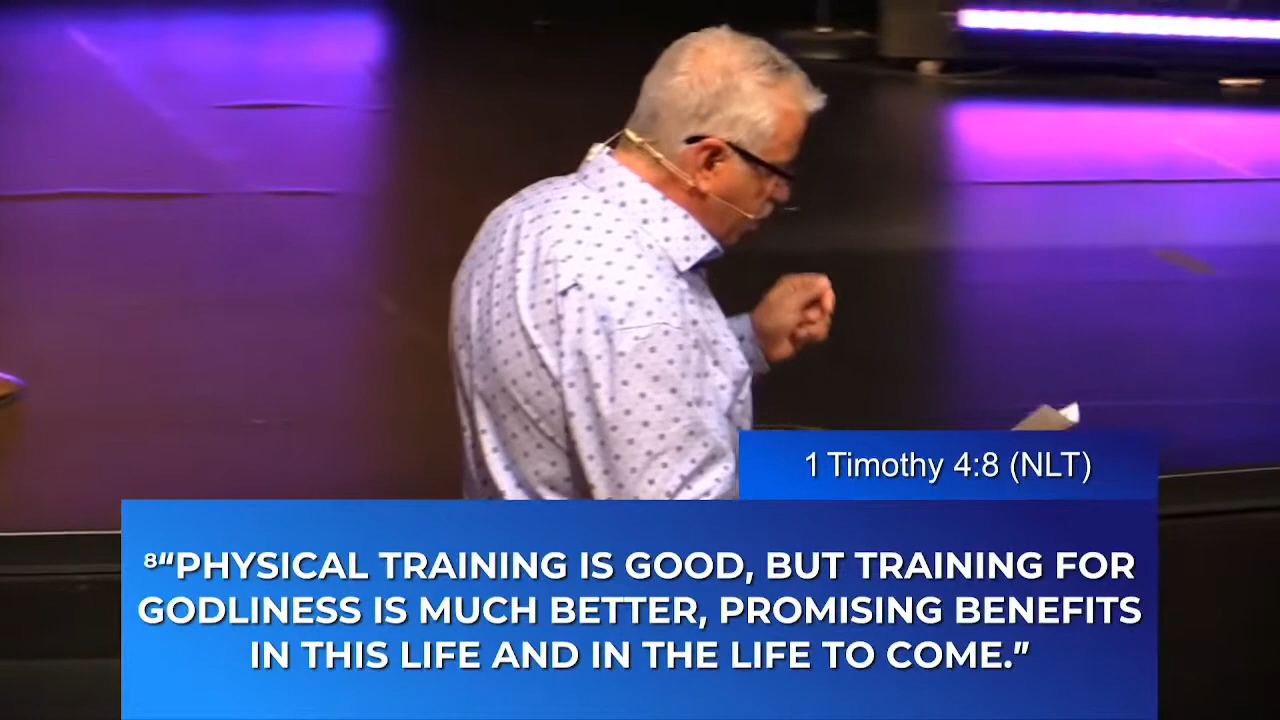 1 Timothy 4:8 (NLT)
⁸“PHYSICAL TRAINING IS GOOD, BUT TRAINING FOR
GODLINESS IS MUCH BETTER, PROMISING BENEFITS
IN THIS LIFE AND IN THE LIFE TO COME.”